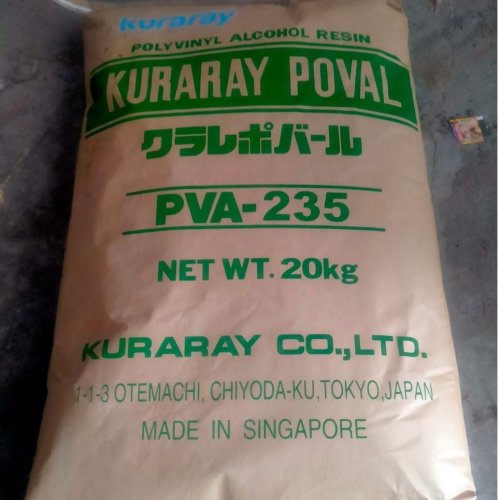 kuraray
POLYVINYL ALCOHOL RESIN
KURARAY POVAL
クラレポバール
PVA-235
NET WT. 20kg
KURARAY CO.,LTD.
1-1-3 OTEMACHI, CHIYODA-KU,TOKYO,JAPAN
MADE IN SINGAPORE